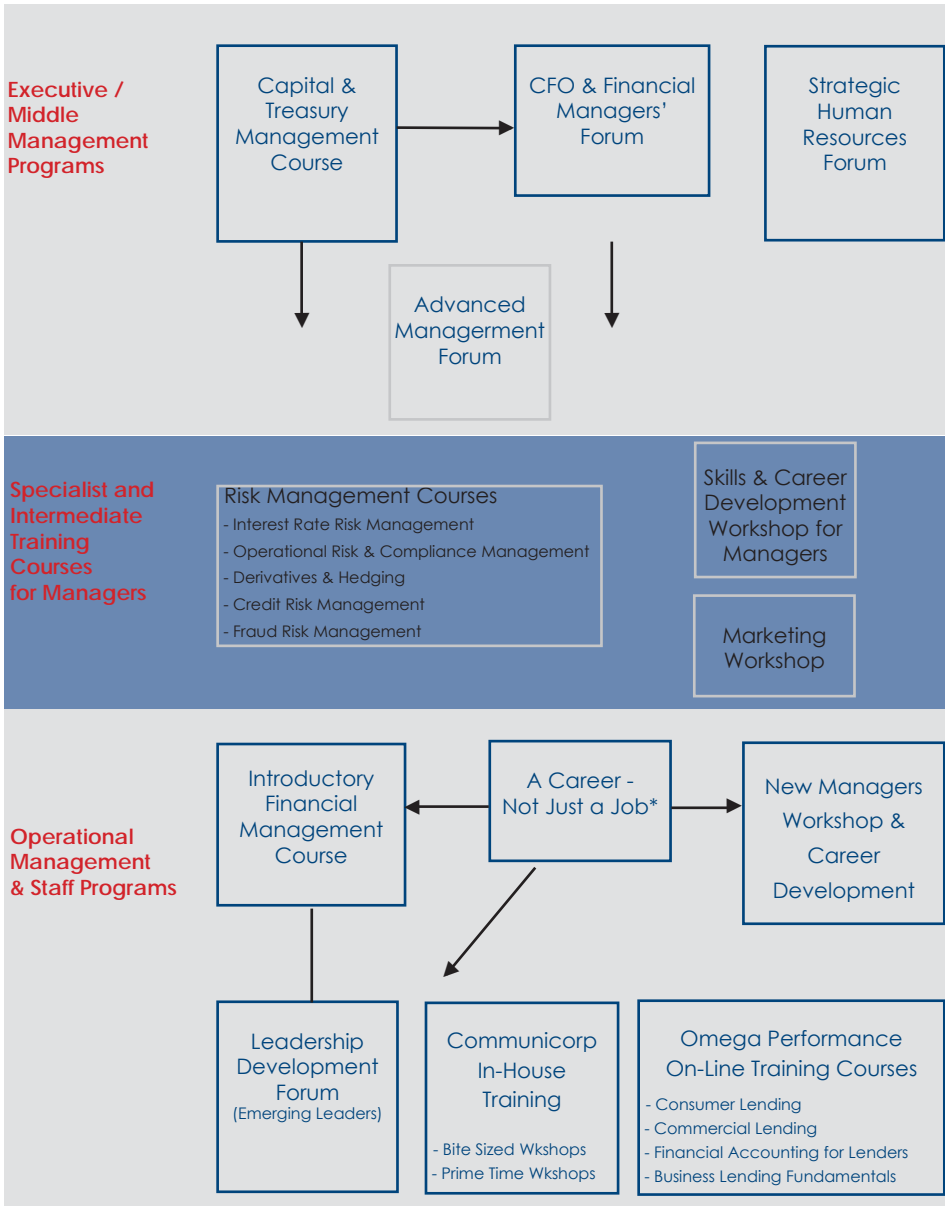 Executive /
Middle
Management
Programs
Capital &
Treasury
Management
Course
CFO & Financial
Managers’
Forum
Strategic
Human
Resources
Forum
Advanced
Managerment
Forum
Specialist and
Intermediate
Training
Courses
for Managers
Risk Management Courses
- Interest Rate Risk Management
- Operational Risk & Compliance Management
- Derivatives & Hedging
- Credit Risk Management
- Fraud Risk Management
Skills & Career
Development
Workshop for
Managers
Marketing
Workshop
Operational
Management
& Staff Programs
Introductory
Financial
Management
Course
A Career -
Not Just a Job*
New Managers
Workshop &
Career
Development
Leadership
Development
Forum
(Emerging Leaders)
Communicorp
In-House
Training
- Bite Sized Wkshops
- Prime Time Wkshops
Omega Performance
On-Line Training Courses
- Consumer Lending
- Commercial Lending
- Financial Accounting for Lenders
- Business Lending Fundamentals